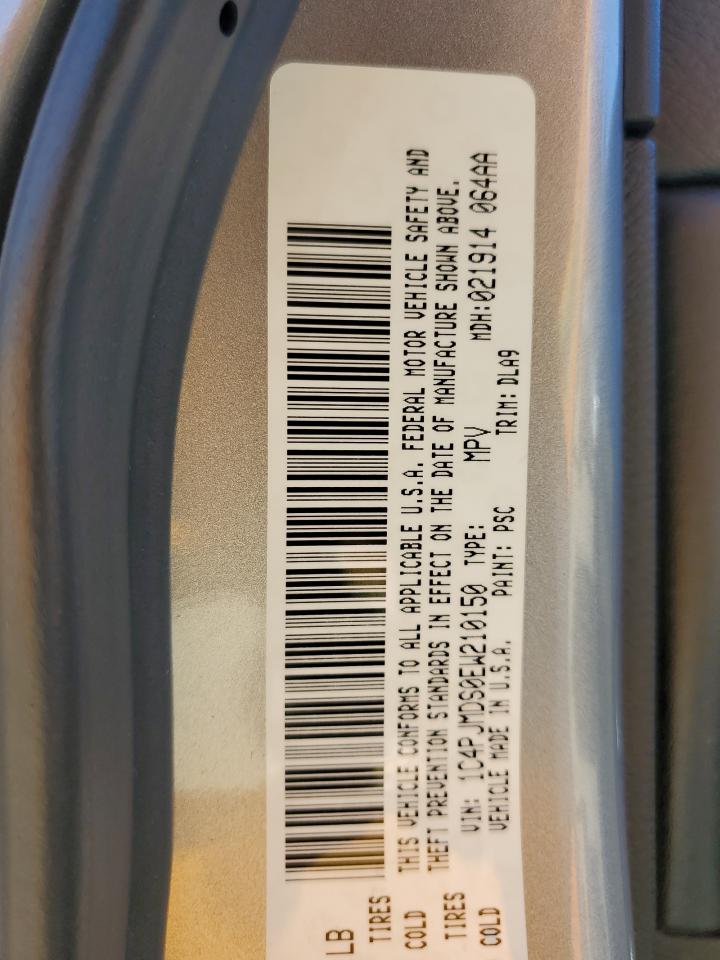 LB
TIRES
COLD
TIRES
COLD
THIS VEHICLE CONFORMS TO ALL APPLICABLE U.S.A. FEDERAL MOTOR VEHICLE SAFETY AND
THEFT PREVENTION STANDARDS IN EFFECT ON THE DATE OF MANUFACTURE SHOWN ABOVE.
VIN: 1C4PJMDS0EW210150 TYPE: MPV MDH:021914 064AA
VEHICLE MADE IN U.S.A. PAINT: PSC TRIM: DLA9